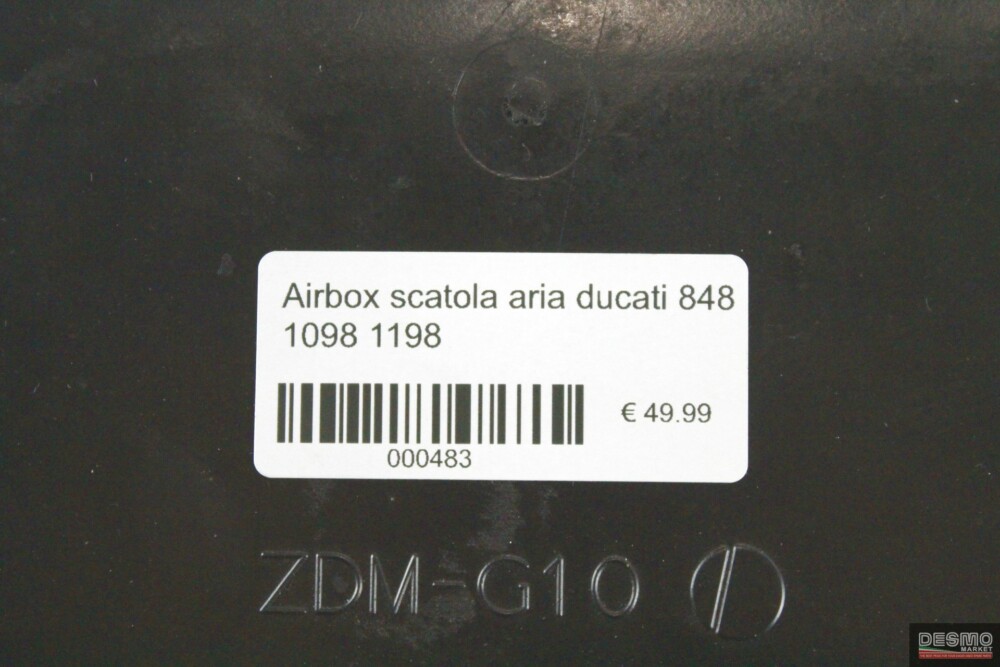 Airbox scatola aria ducati 848
1098 1198
€ 49.99
000483
ZDM-G10
DESMO
MARKET